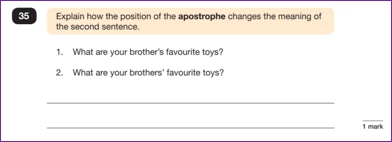 35
Explain how the position of the apostrophe changes the meaning of
the second sentence.
1. What are your brother's favourite toys?
2. What are your brothers' favourite toys?
1 mark